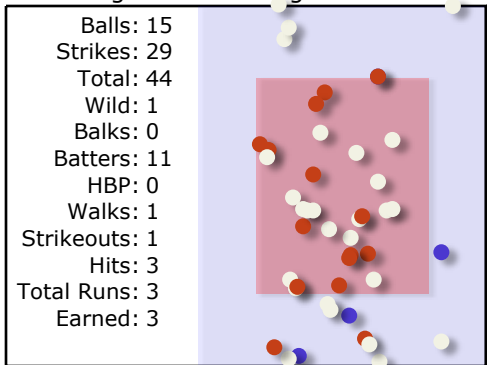 Balls: 15
Strikes: 29
Total: 44
Wild: 1
Balks: 0
Batters: 11
HBP: 0
Walks: 1
Strikeouts: 1
Hits: 3
Total Runs: 3
Earned: 3